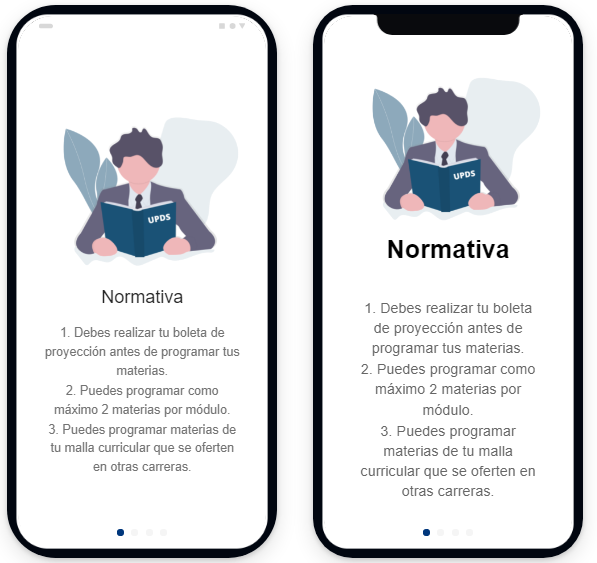 UPDS
Normativa
1. Debes realizar tu boleta de
proyección antes de programar tus
materias.
2. Puedes programar como
máximo 2 materias por módulo.
3. Puedes programar materias de
tu malla curricular que se oferten
en otras carreras.
UPDS
Normativa
1. Debes realizar tu boleta
de proyección antes de
programar tus materias.
2. Puedes programar como
máximo 2 materias por
módulo.
3. Puedes programar
materias de tu malla
curricular que se oferten en
otras carreras.